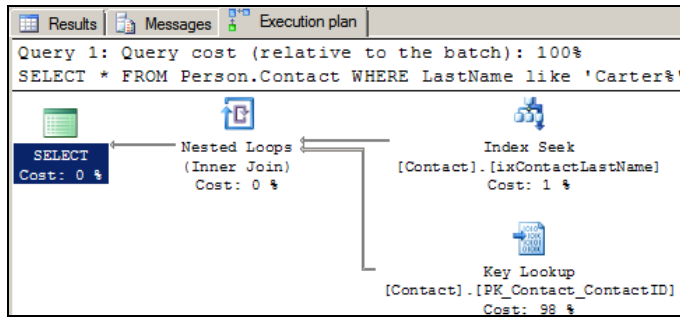 Results Messages Execution plan
Query 1: Query cost (relative to the batch): 100%
SELECT * FROM Person.Contact WHERE LastName like 'Carter%'
SELECT
Cost: 0 %
Nested Loops
(Inner Join)
Cost: 0 %
Index Seek
[Contact].[ixContactLastName]
Cost: 1 %
Key Lookup
[Contact].[PK_Contact_ContactID]
Cost: 98 %